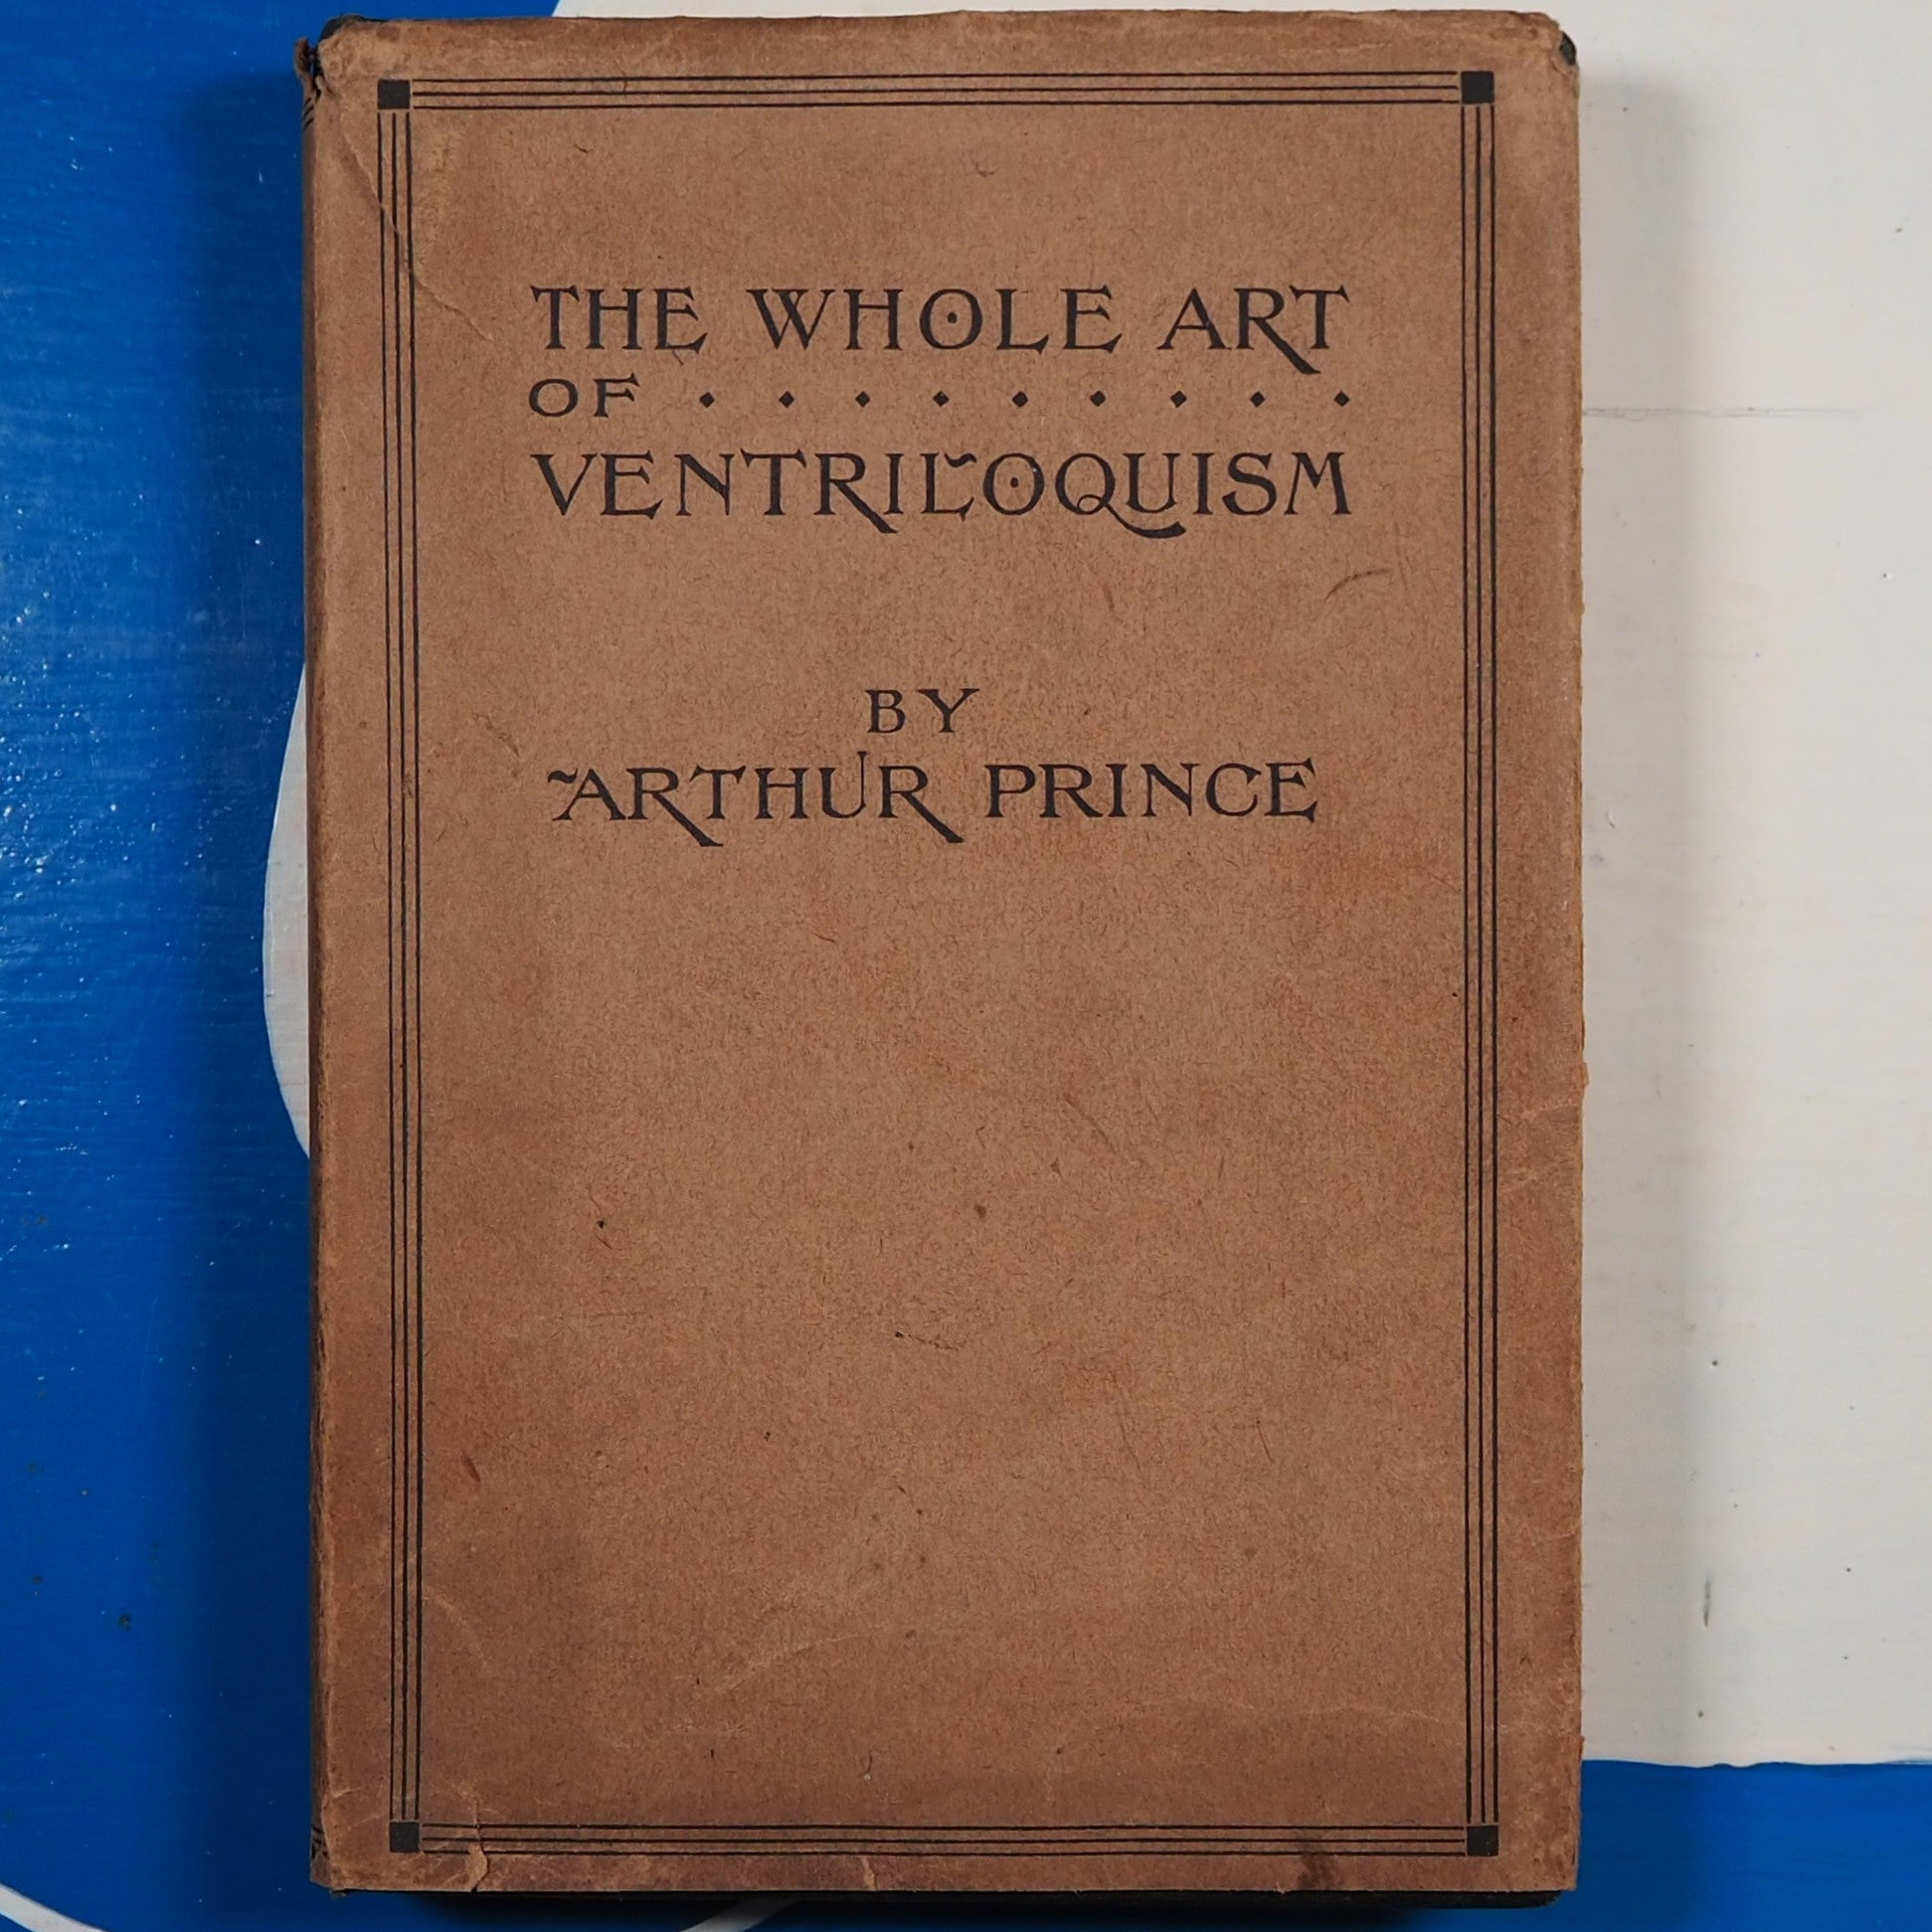 THE WHOLE ART
OF · · · · · · · · ·
VENTRILOQUISM
BY
ARTHUR PRINCE